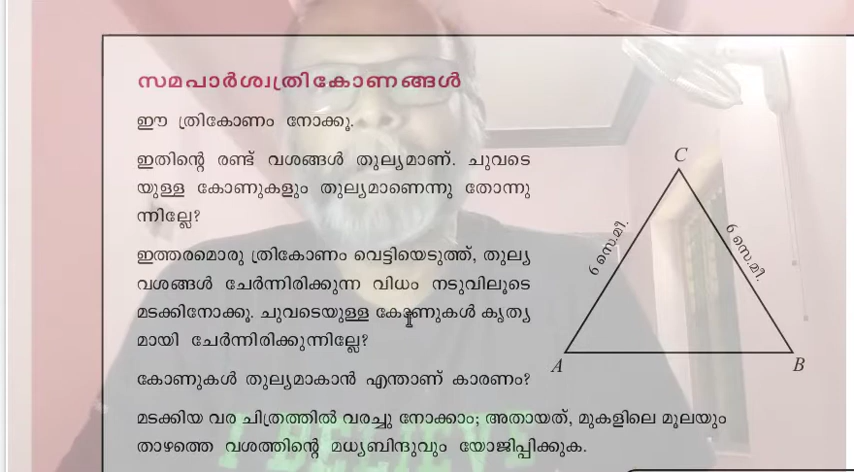 സമപാർശ്വത്രികോണങ്ങൾ
ഈ ത്രികോണം നോക്കൂ.
ഇതിന്റെ രണ്ട് വശങ്ങൾ തുല്യമാണ്. ചുവടെ
യുള്ള കോണുകളും തുല്യമാണെന്നു തോന്നു
ന്നില്ലേ?
ഇത്തരമൊരു ത്രികോണം വെട്ടിയെടുത്ത്, തുല്യ
വശങ്ങൾ ചേർന്നിരിക്കുന്ന വിധം നടുവിലൂടെ
മടക്കിനോക്കൂ. ചുവടെയുള്ള കോണുകൾ കൃത്യ
മായി ചേർന്നിരിക്കുന്നില്ലേ?
കോണുകൾ തുല്യമാകാൻ എന്താണ് കാരണം?
മടക്കിയ വര ചിത്രത്തിൽ വരച്ചു നോക്കാം; അതായത്, മുകളിലെ മൂലയും
താഴത്തെ വശത്തിന്റെ മധ്യബിന്ദുവും യോജിപ്പിക്കുക.
C
6 സെ.മീ.
6 സെ.മീ.
A
B
I BELIEVE